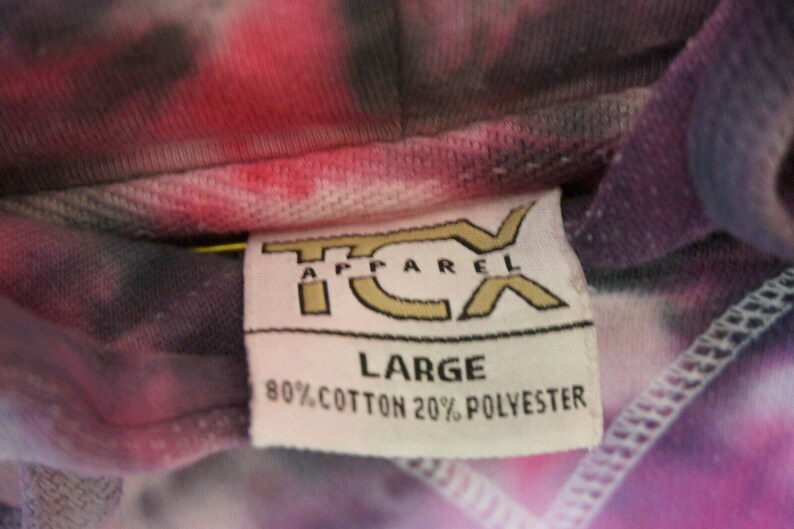 TCX
APPAREL
LARGE
80% COTTON 20% POLYESTER